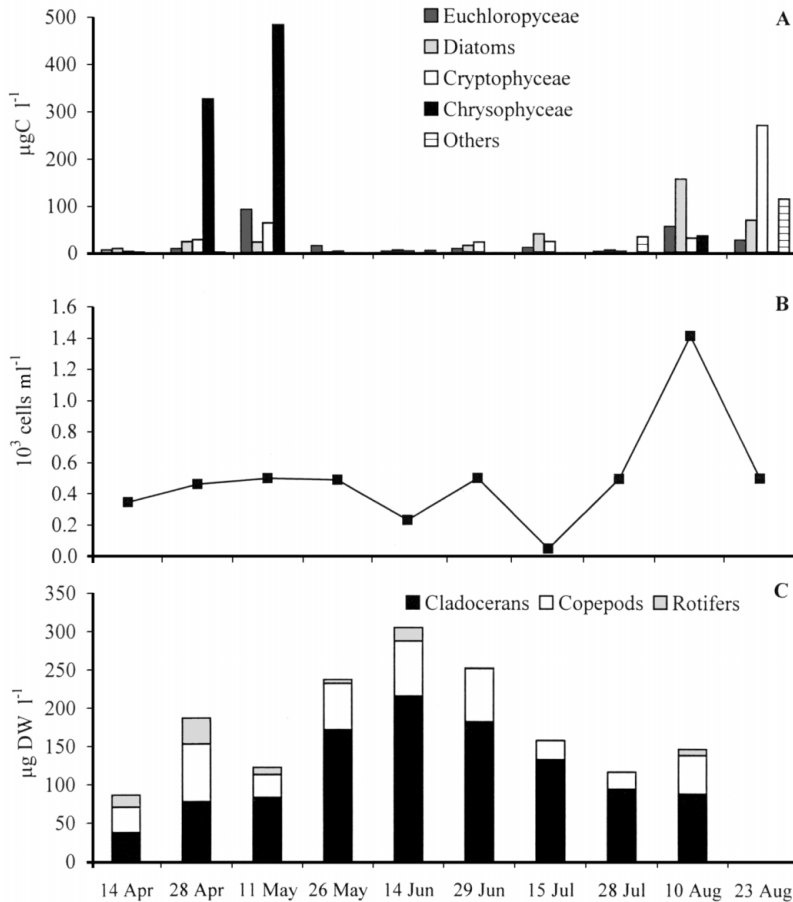 A
500
400
300
200
100
0
µgC l-1
Euchloropyceae
Diatoms
Cryptophyceae
Chrysophyceae
Others
B
1.6
1.4
1.2
1.0
0.8
0.6
0.4
0.2
0.0
10³ cells ml-1
C
350
300
250
200
150
100
50
0
µg DW l-1
Cladocerans Copepods Rotifers
14 Apr 28 Apr 11 May 26 May 14 Jun 29 Jun 15 Jul 28 Jul 10 Aug 23 Aug